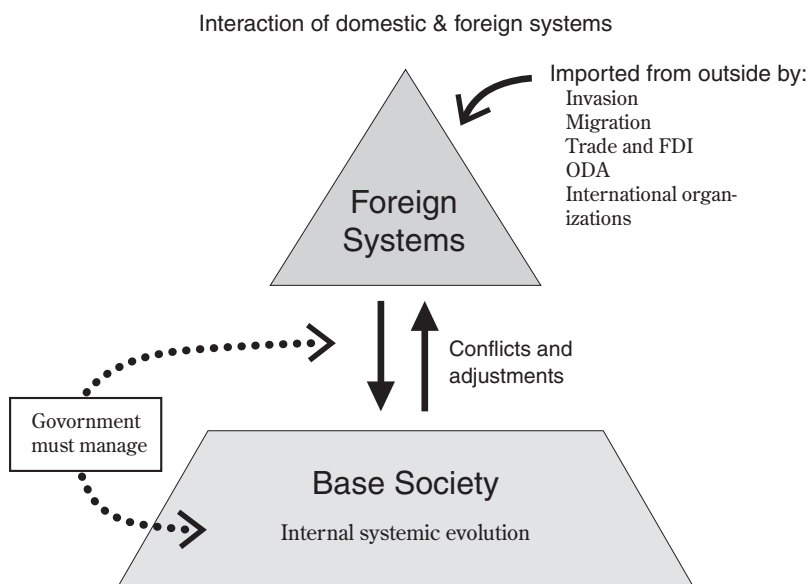 Interaction of domestic & foreign systems
Imported from outside by:
Invasion
Migration
Trade and FDI
ODA
International organ-
izations
Foreign
Systems
Conflicts and
adjustments
Govornment
must manage
Base Society
Internal systemic evolution